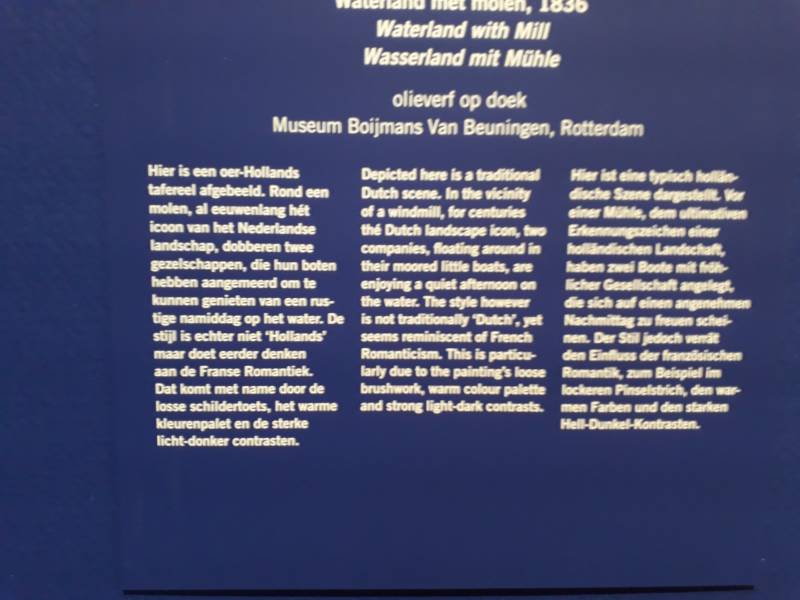 Waterland met molen, 1836
Waterland with Mill
Wasserland mit Mühle
olieverf op doek
Museum Boijmans Van Beuningen, Rotterdam
Hier is een oer-Hollands
tafereel afgebeeld. Rond een
molen, al eeuwenlang hét
icoon van het Nederlandse
landschap, dobberen twee
gezelschappen, die hun boten
hebben aangemeerd om te
kunnen genieten van een rus-
tige namiddag op het water. De
stijl is echter niet ‘Hollands’
maar doet eerder denken
aan de Franse Romantiek.
Dat komt met name door de
losse schildertoets, het warme
kleurenpalet en de sterke
licht-donker contrasten.
Depicted here is a traditional
Dutch scene. In the vicinity
of a windmill, for centuries
thé Dutch landscape icon, two
companies, floating around in
their moored little boats, are
enjoying a quiet afternoon on
the water. The style however
is not traditionally ‘Dutch’, yet
seems reminiscent of French
Romanticism. This is particu-
larly due to the painting’s loose
brushwork, warm colour palette
and strong light-dark contrasts.
Hier ist eine typisch hollän-
dische Szene dargestellt. Vor
einer Mühle, dem ultimativen
Erkennungszeichen einer
holländischen Landschaft,
haben zwei Boote mit fröh-
licher Gesellschaft angelegt,
die sich auf einen angenehmen
Nachmittag zu freuen schei-
nen. Der Stil jedoch verrät
den Einfluss der französischen
Romantik, zum Beispiel im
lockeren Pinselstrich, den war-
men Farben und den starken
Hell-Dunkel-Kontrasten.